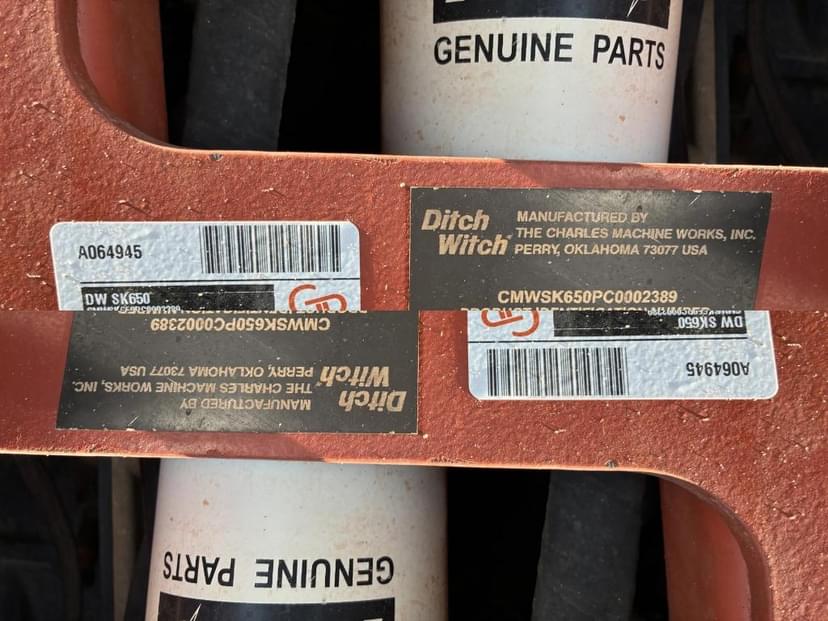 GENUINE PARTS
A064945
DW SK650
Ditch Witch
MANUFACTURED BY
THE CHARLES MACHINE WORKS, INC.
PERRY, OKLAHOMA 73077 USA
CMWSK650PC0002389
CMWSK650PC0002389
Ditch Witch
MANUFACTURED BY
THE CHARLES MACHINE WORKS, INC.
PERRY, OKLAHOMA 73077 USA
DW SK650
A064945
GENUINE PARTS